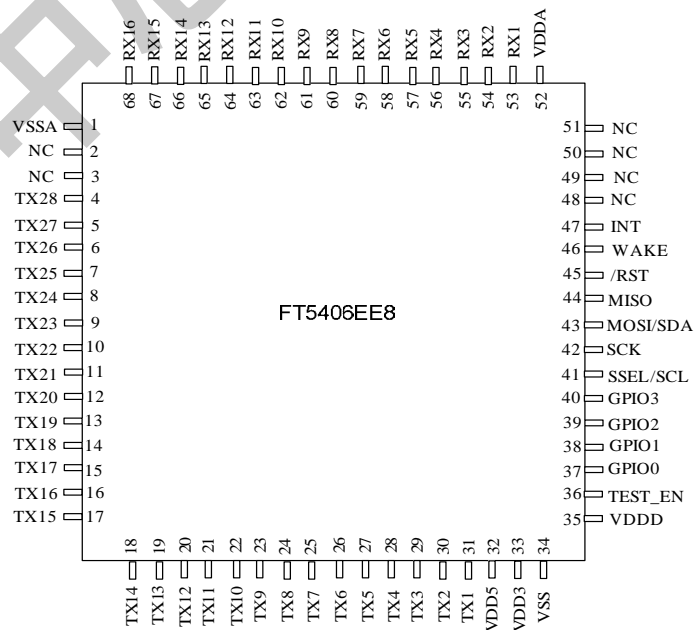 RX16
RX15
RX14
RX13
RX12
RX11
RX10
RX9
RX8
RX7
RX6
RX5
RX4
RX3
RX2
RX1
VDDA
68
67
66
65
64
63
62
61
60
59
58
57
56
55
54
53
52
VSSA 1
NC 2
NC 3
TX28 4
TX27 5
TX26 6
TX25 7
TX24 8
TX23 9
TX22 10
TX21 11
TX20 12
TX19 13
TX18 14
TX17 15
TX16 16
TX15 17
FT5406EE8
51 NC
50 NC
49 NC
48 NC
47 INT
46 WAKE
45 /RST
44 MISO
43 MOSI/SDA
42 SCK
41 SSEL/SCL
40 GPIO3
39 GPIO2
38 GPIO1
37 GPIO0
36 TEST_EN
35 VDDD
18
19
20
21
22
23
24
25
26
27
28
29
30
31
32
33
34
TX14
TX13
TX12
TX11
TX10
TX9
TX8
TX7
TX6
TX5
TX4
TX3
TX2
TX1
VDD5
VDD3
VSS